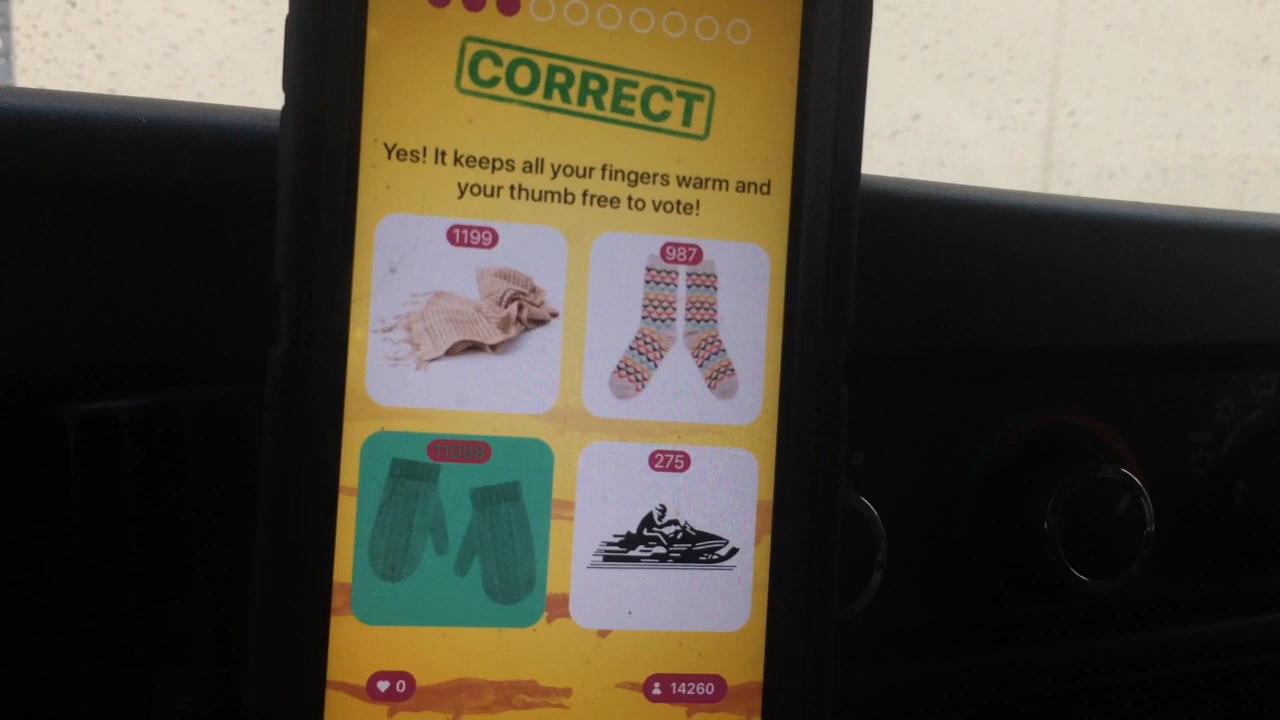 CORRECT
Yes! It keeps all your fingers warm and
your thumb free to vote!
1199
987
11098
275
0
14260